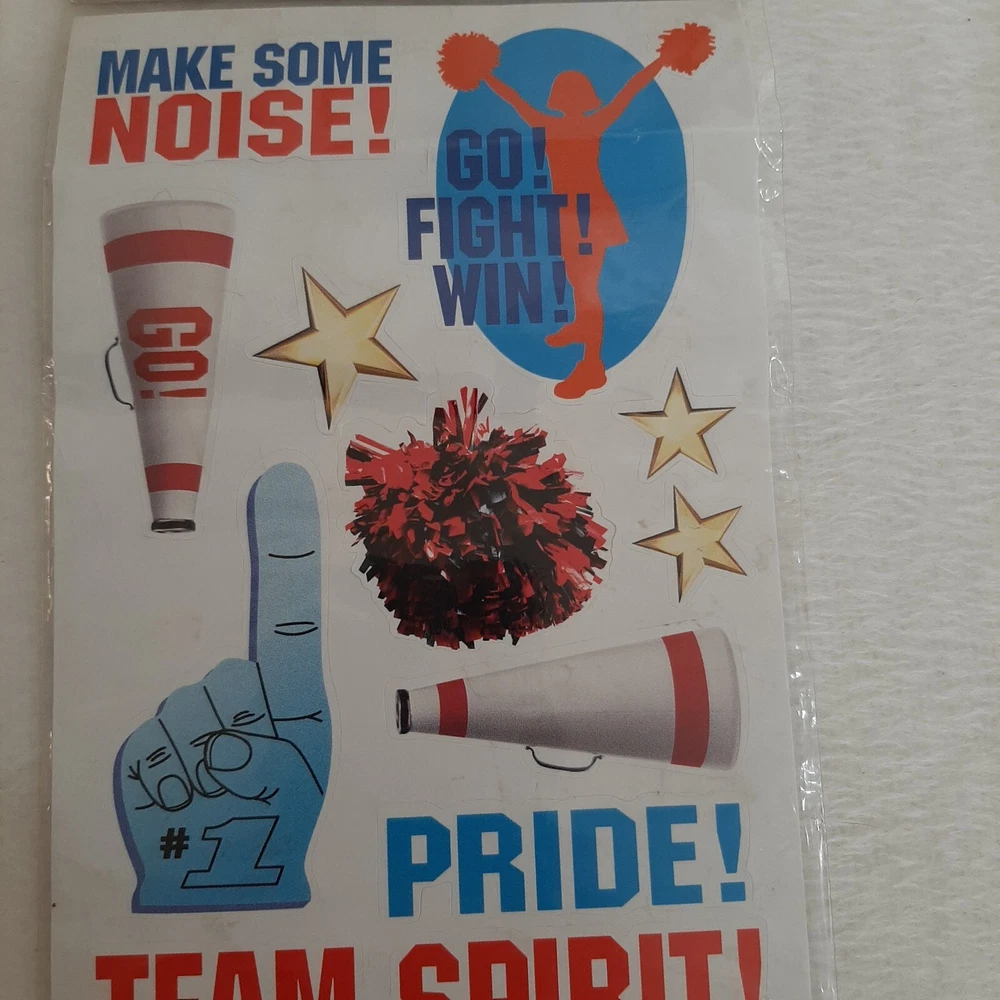 MAKE SOME
NOISE!
GO!
FIGHT!
WIN!
GO!
#1
PRIDE!
TEAM SPIRIT!